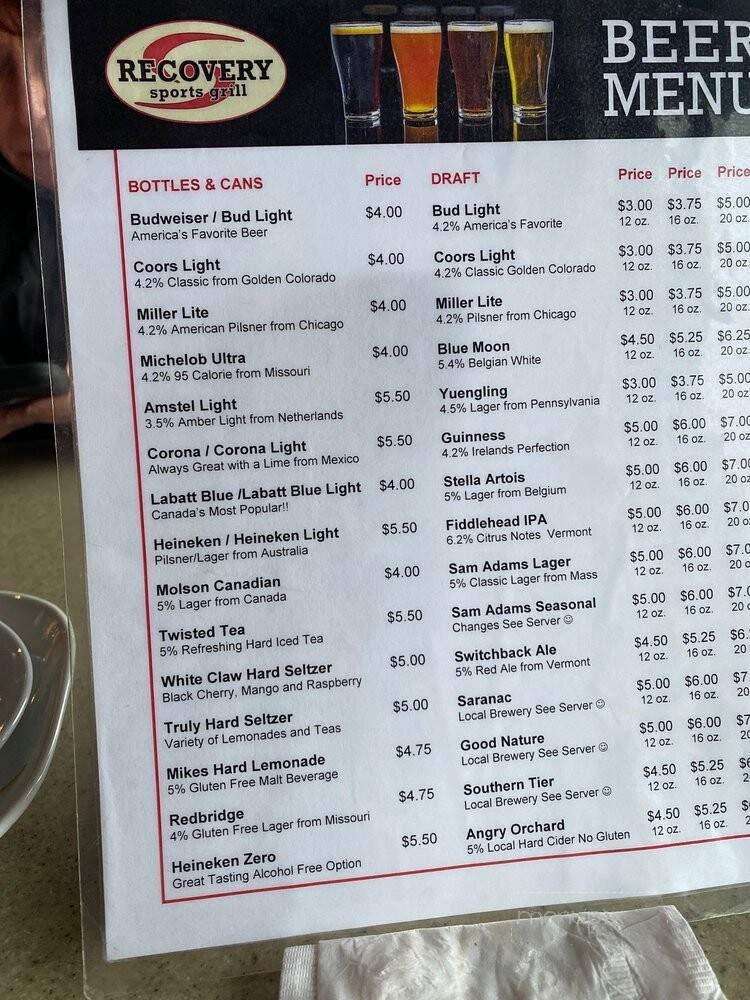 RECOVERY
sports grill
BEER
MENU
BOTTLES & CANS Price
Budweiser / Bud Light $4.00
America's Favorite Beer
Coors Light $4.00
4.2% Classic from Golden Colorado
Miller Lite $4.00
4.2% American Pilsner from Chicago
Michelob Ultra $4.00
4.2% 95 Calorie from Missouri
Amstel Light $5.50
3.5% Amber Light from Netherlands
Corona / Corona Light $5.50
Always Great with a Lime from Mexico
Labatt Blue /Labatt Blue Light $4.00
Canada's Most Popular!!
Heineken / Heineken Light $5.50
Pilsner/Lager from Australia
Molson Canadian $4.00
5% Lager from Canada
Twisted Tea $5.50
5% Refreshing Hard Iced Tea
White Claw Hard Seltzer $5.00
Black Cherry, Mango and Raspberry
Truly Hard Seltzer $5.00
Variety of Lemonades and Teas
Mikes Hard Lemonade $4.75
5% Gluten Free Malt Beverage
Redbridge $4.75
4% Gluten Free Lager from Missouri
Heineken Zero $5.50
Great Tasting Alcohol Free Option
DRAFT Price Price Price
Bud Light $3.00 $3.75 $5.00
4.2% America's Favorite 12 oz. 16 oz. 20 oz.
Coors Light $3.00 $3.75 $5.00
4.2% Classic Golden Colorado 12 oz. 16 oz. 20 oz.
Miller Lite $3.00 $3.75 $5.00
4.2% Pilsner from Chicago 12 oz. 16 oz. 20 oz.
Blue Moon $4.50 $5.25 $6.25
5.4% Belgian White 12 oz. 16 oz. 20 oz.
Yuengling $3.00 $3.75 $5.00
4.5% Lager from Pennsylvania 12 oz. 16 oz. 20 oz
Guinness $5.00 $6.00 $7.00
4.2% Irelands Perfection 12 oz. 16 oz. 20 oz
Stella Artois $5.00 $6.00 $7.00
5% Lager from Belgium 12 oz. 16 oz. 20 oz
Fiddlehead IPA $5.00 $6.00 $7.0
6.2% Citrus Notes Vermont 12 oz. 16 oz. 20 o
Sam Adams Lager $5.00 $6.00 $7.0
5% Classic Lager from Mass 12 oz. 16 oz. 20 o
Sam Adams Seasonal $5.00 $6.00 $7.0
Changes See Server ☺ 12 oz. 16 oz. 20 o
Switchback Ale $4.50 $5.25 $6.
5% Red Ale from Vermont 12 oz. 16 oz. 20
Saranac $5.00 $6.00 $7.
Local Brewery See Server ☺ 12 oz. 16 oz. 20
Good Nature $5.00 $6.00 $7
Local Brewery See Server ☺ 12 oz. 16 oz. 20
Southern Tier $4.50 $5.25 $6
Local Brewery See Server ☺ 12 oz. 16 oz. 2
Angry Orchard $4.50 $5.25
5% Local Hard Cider No Gluten 12 oz. 16 oz. 2